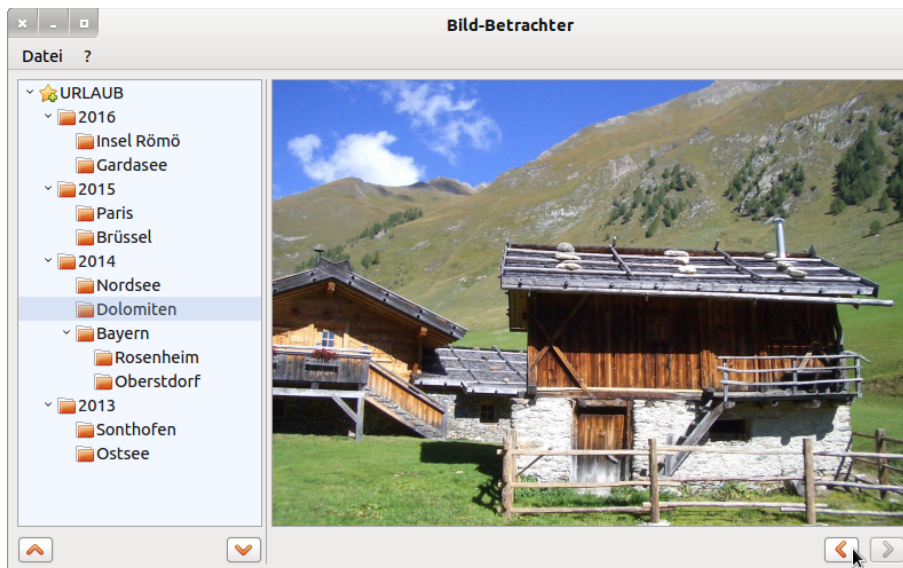 Bild-Betrachter
Datei ?
URLAUB
2016
Insel Römö
Gardasee
2015
Paris
Brüssel
2014
Nordsee
Dolomiten
Bayern
Rosenheim
Oberstdorf
2013
Sonthofen
Ostsee